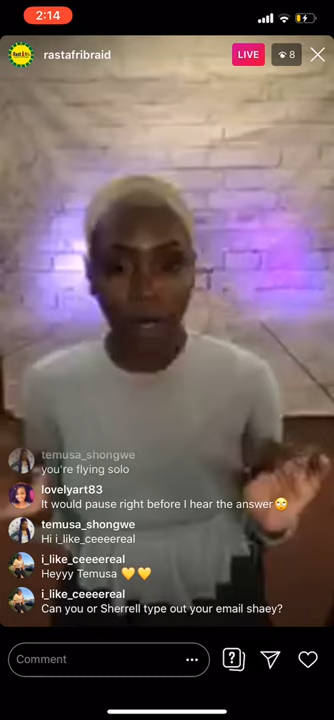 2:14
rastafribraid
LIVE
8
temusa_shongwe
you're flying solo
lovelyart83
It would pause right before I hear the answer🙄
temusa_shongwe
Hi i_like_ceeeereal
i_like_ceeeereal
Heyyy Temusa 💛💛
i_like_ceeeereal
Can you or Sherrell type out your email shaey?
Comment